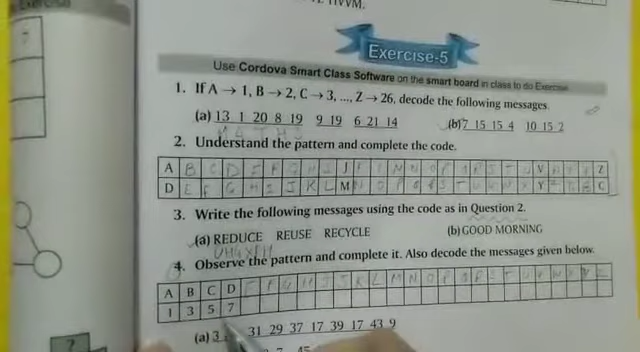 Exercise-5
Use Cordova Smart Class Software on the smart board in class to do Exercise
1. If A → 1, B → 2, C → 3, ..., Z → 26, decode the following messages.
(a) 13 1 20 8 19 9 19 6 21 14 (b) 7 15 15 4 10 15 2
M A T H S
2. Understand the pattern and complete the code.
A B C D E F G H I J K L M N O P Q R S T U V W X Y Z
D E F G H I J K L M N O P Q R S T U V W X Y Z A B C
3. Write the following messages using the code as in Question 2.
(a) REDUCE REUSE RECYCLE (b) GOOD MORNING
UHGXFH
4. Observe the pattern and complete it. Also decode the messages given below.
A B C D E F G H I J K L M N O P Q R S T U V W X Y Z
1 3 5 7
(a) 3 31 29 37 17 39 17 43 9